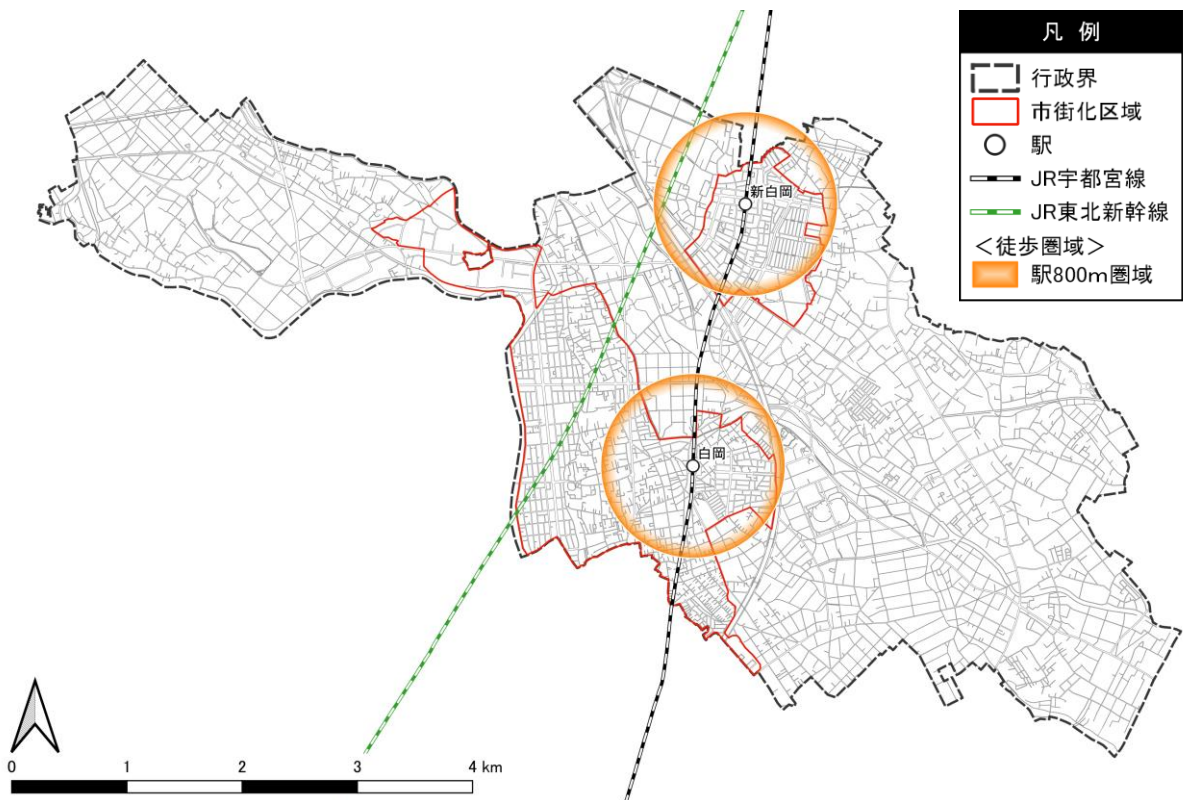 凡 例
行政界
市街化区域
駅
JR宇都宮線
JR東北新幹線
＜徒歩圏域＞
駅800m圏域
新白岡
白岡
0 1 2 3 4 km